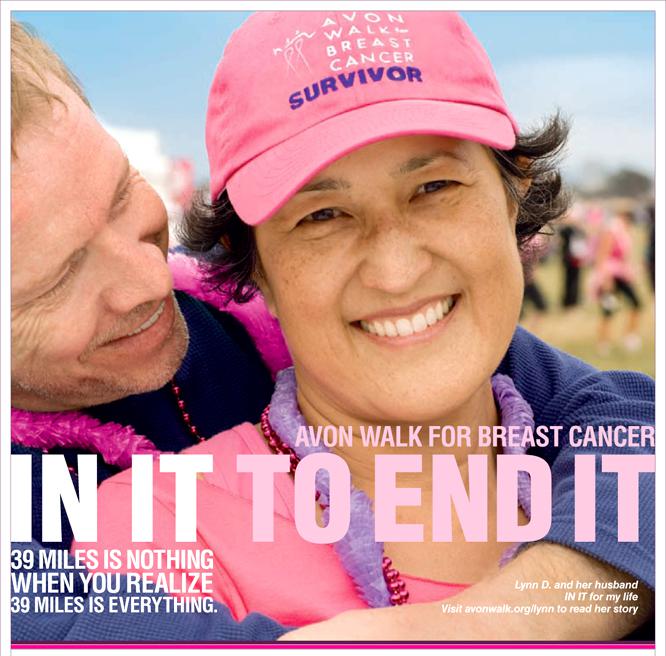 AVON
WALK for
BREAST
CANCER
SURVIVOR
AVON WALK FOR BREAST CANCER
IN IT TO END IT
39 MILES IS NOTHING
WHEN YOU REALIZE
39 MILES IS EVERYTHING.
Lynn D. and her husband
IN IT for my life
Visit avonwalk.org/lynn to read her story